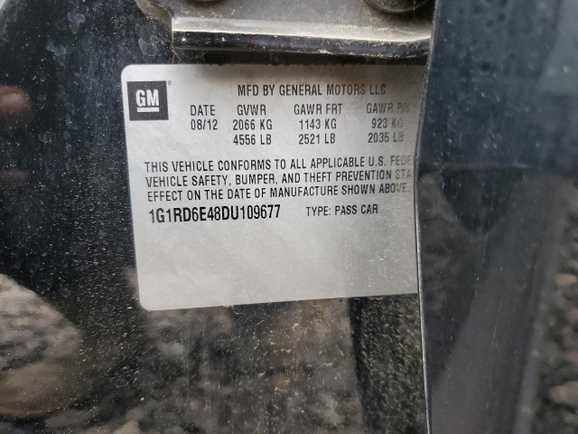 GM
MFD BY GENERAL MOTORS LLC
DATE GVWR GAWR FRT GAWR
08/12 2066 KG 1143 KG 923 KG
4556 LB 2521 LB 2035 LB
THIS VEHICLE CONFORMS TO ALL APPLICABLE U.S. FEDE
VEHICLE SAFETY, BUMPER, AND THEFT PREVENTION STA
EFFECT ON THE DATE OF MANUFACTURE SHOWN ABOVE.
1G1RD6E48DU109677 TYPE: PASS CAR